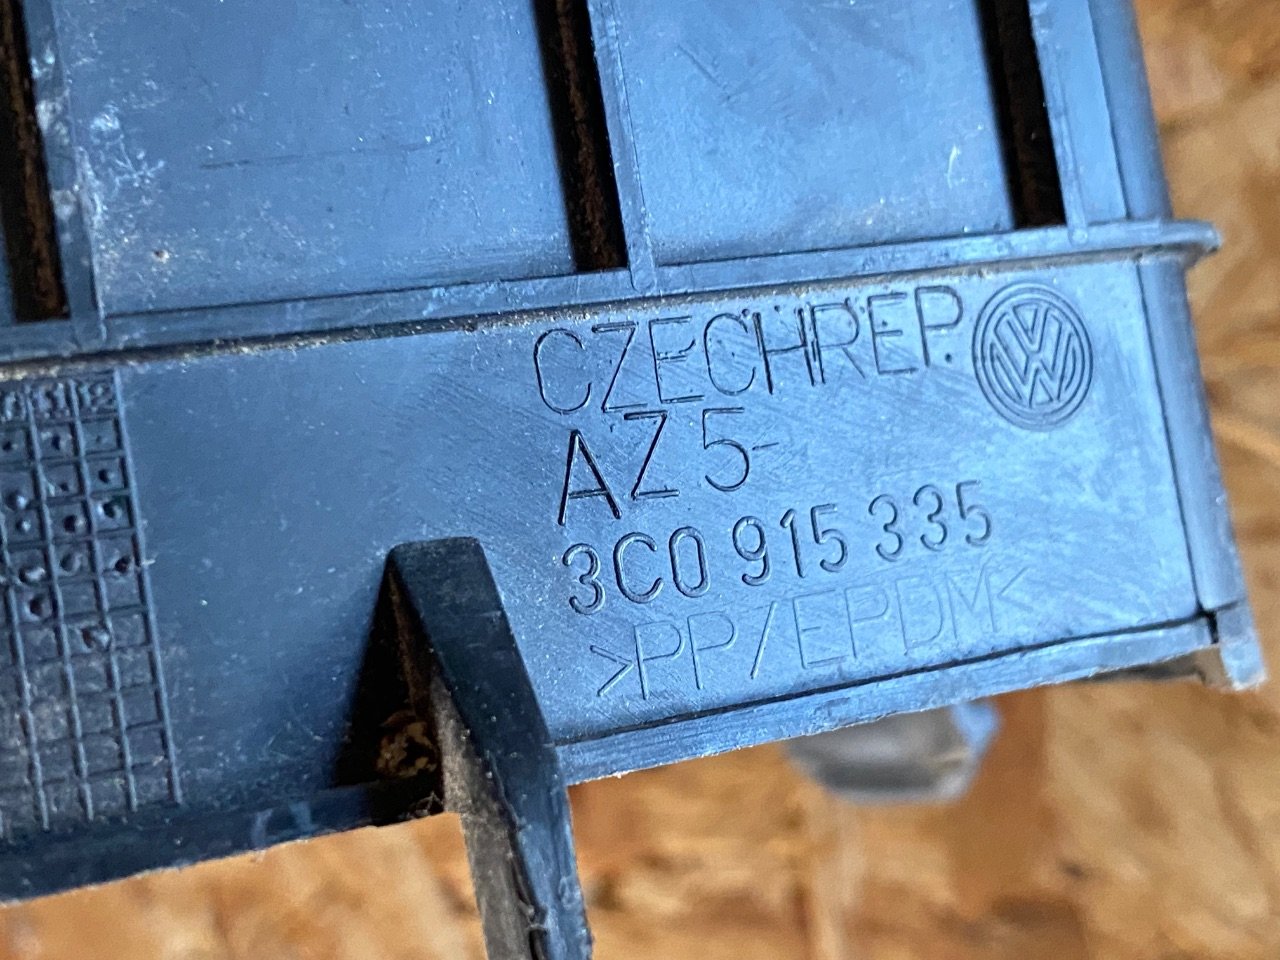 CZECHREP.
AZ 5-
3C0 915 335
>PP/EPDM<